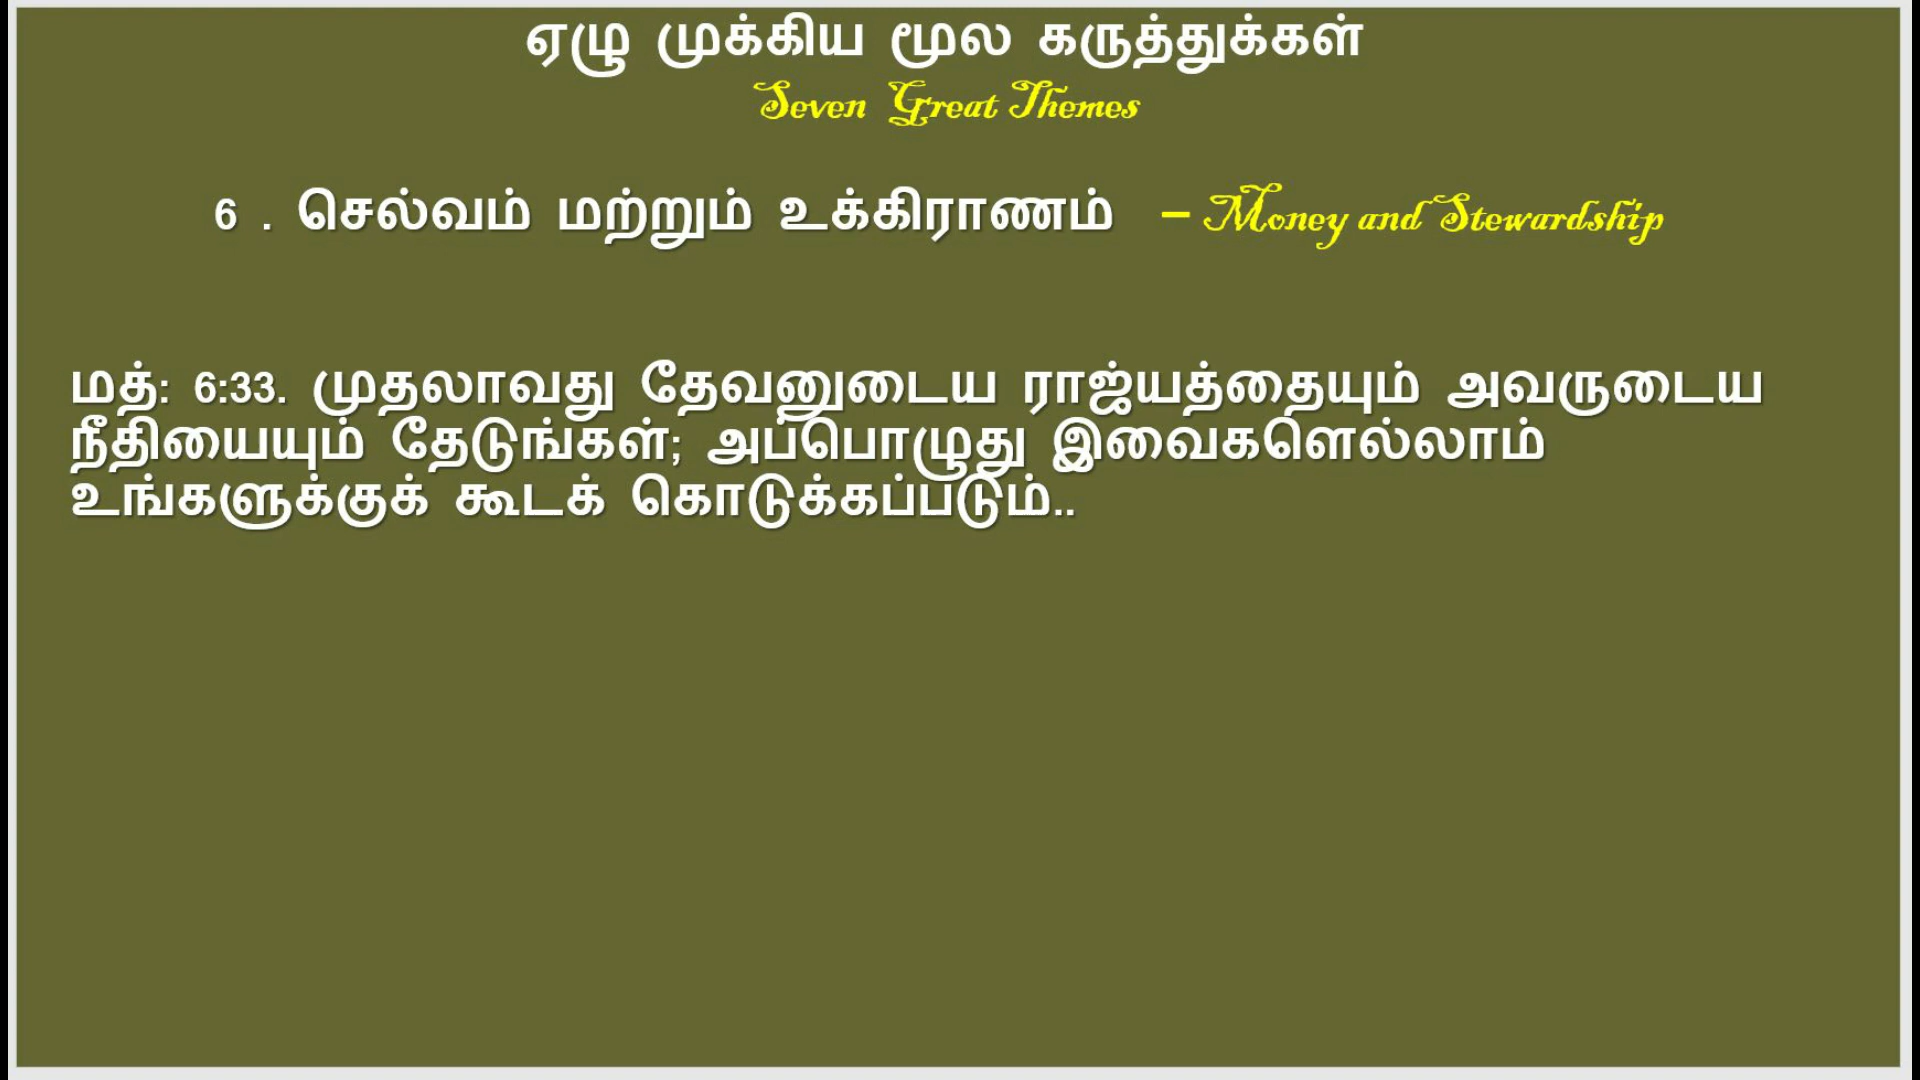 ஏழு முக்கிய மூல கருத்துக்கள்
Seven Great Themes
6 . செல்வம் மற்றும் உக்கிராணம் – Money and Stewardship
மத்: 6:33. முதலாவது தேவனுடைய ராஜ்யத்தையும் அவருடைய
நீதியையும் தேடுங்கள்; அப்பொழுது இவைகளெல்லாம்
உங்களுக்குக் கூடக் கொடுக்கப்படும்..